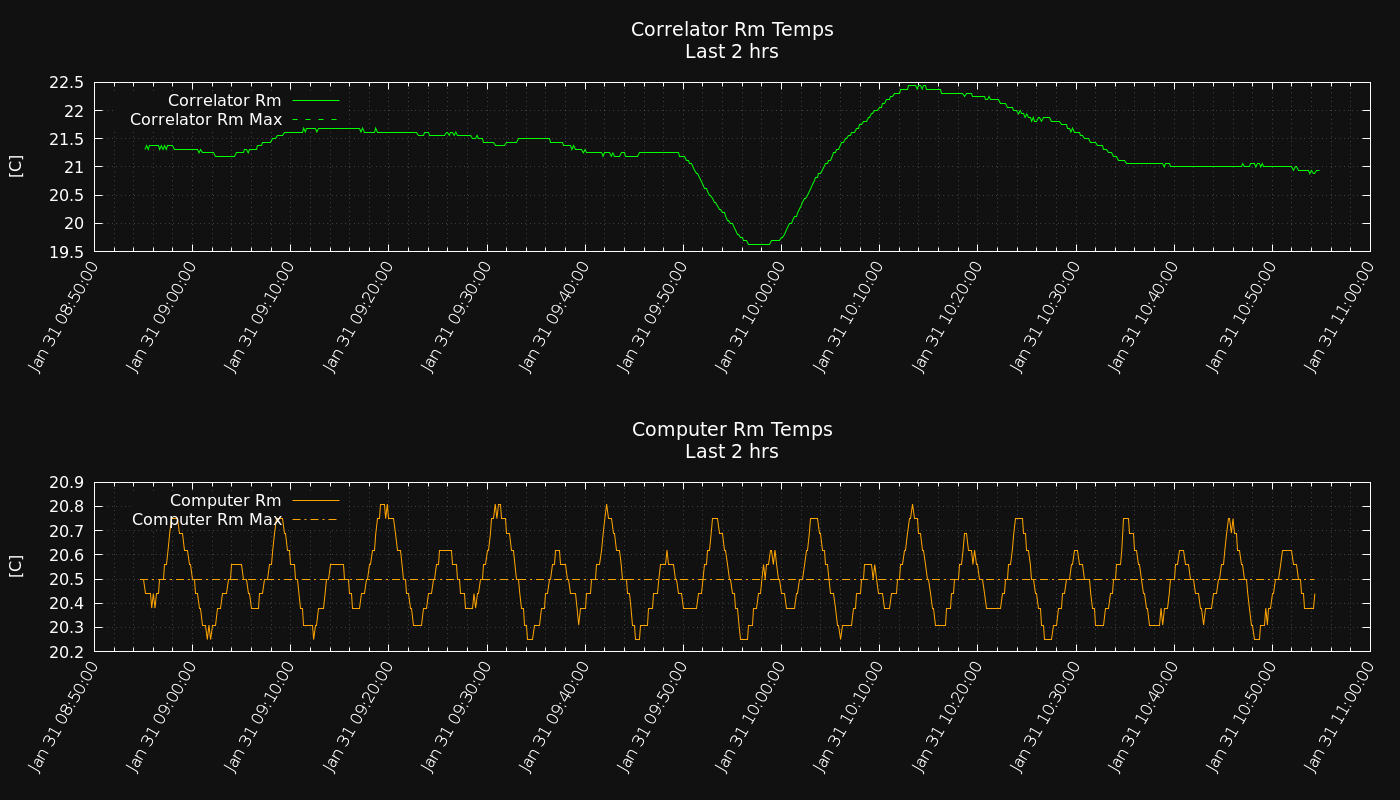 Correlator Rm Temps
Last 2 hrs
22.5
22
21.5
21
20.5
20
19.5
[C]
Correlator Rm
Correlator Rm Max
Jan 31 08:50:00
Jan 31 09:00:00
Jan 31 09:10:00
Jan 31 09:20:00
Jan 31 09:30:00
Jan 31 09:40:00
Jan 31 09:50:00
Jan 31 10:00:00
Jan 31 10:10:00
Jan 31 10:20:00
Jan 31 10:30:00
Jan 31 10:40:00
Jan 31 10:50:00
Jan 31 11:00:00
Computer Rm Temps
Last 2 hrs
20.9
20.8
20.7
20.6
20.5
20.4
20.3
20.2
[C]
Computer Rm
Computer Rm Max
Jan 31 08:50:00
Jan 31 09:00:00
Jan 31 09:10:00
Jan 31 09:20:00
Jan 31 09:30:00
Jan 31 09:40:00
Jan 31 09:50:00
Jan 31 10:00:00
Jan 31 10:10:00
Jan 31 10:20:00
Jan 31 10:30:00
Jan 31 10:40:00
Jan 31 10:50:00
Jan 31 11:00:00